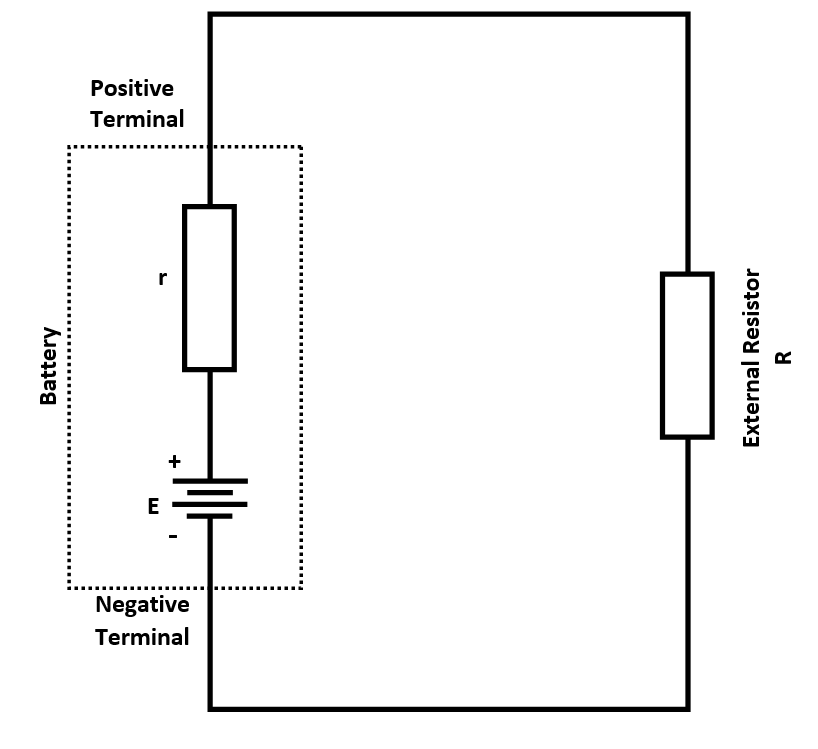 Positive
Terminal
Battery
r
+
E
-
Negative
Terminal
External Resistor
R